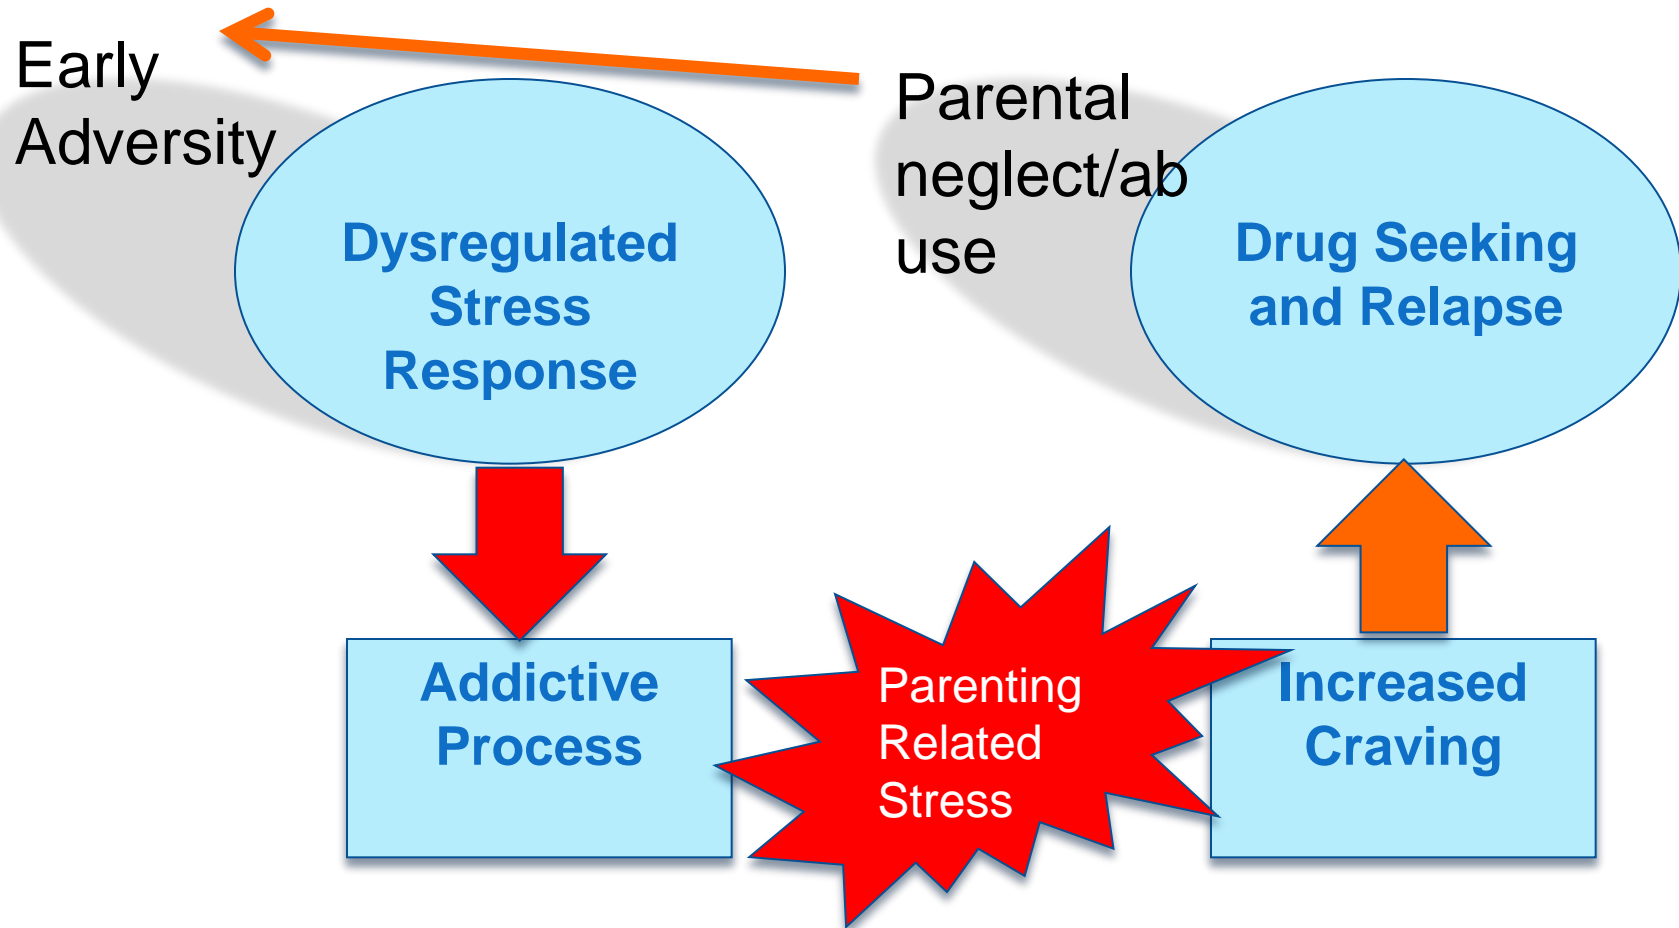 Early
Adversity
Dysregulated
Stress
Response
Parental
neglect/ab
use
Drug Seeking
and Relapse
Addictive
Process
Parenting
Related
Stress
Increased
Craving